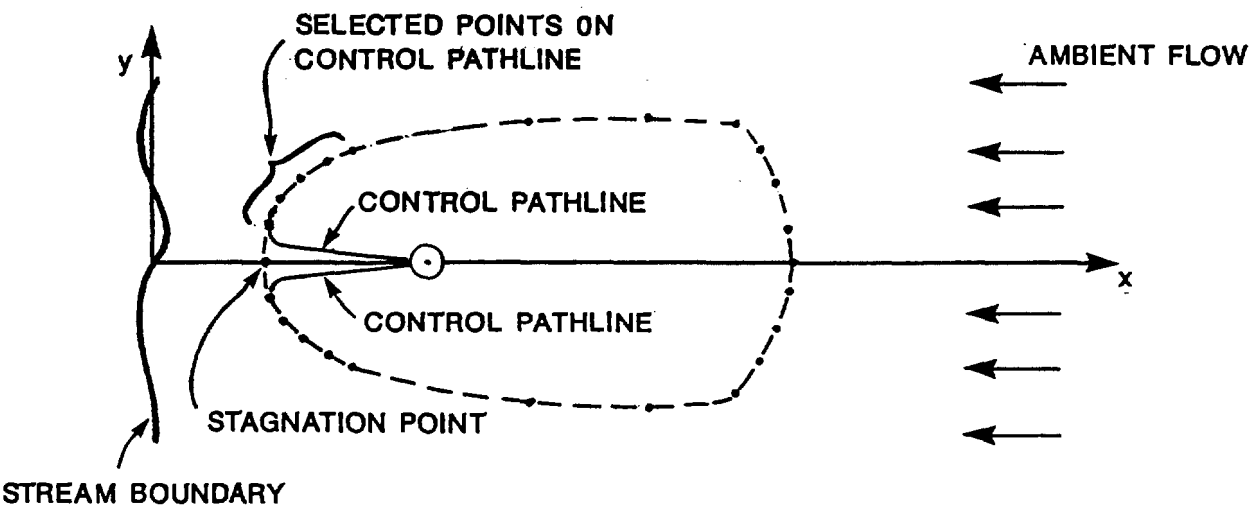 SELECTED POINTS ON
CONTROL PATHLINE
y
AMBIENT FLOW
CONTROL PATHLINE
x
CONTROL PATHLINE
STAGNATION POINT
STREAM BOUNDARY